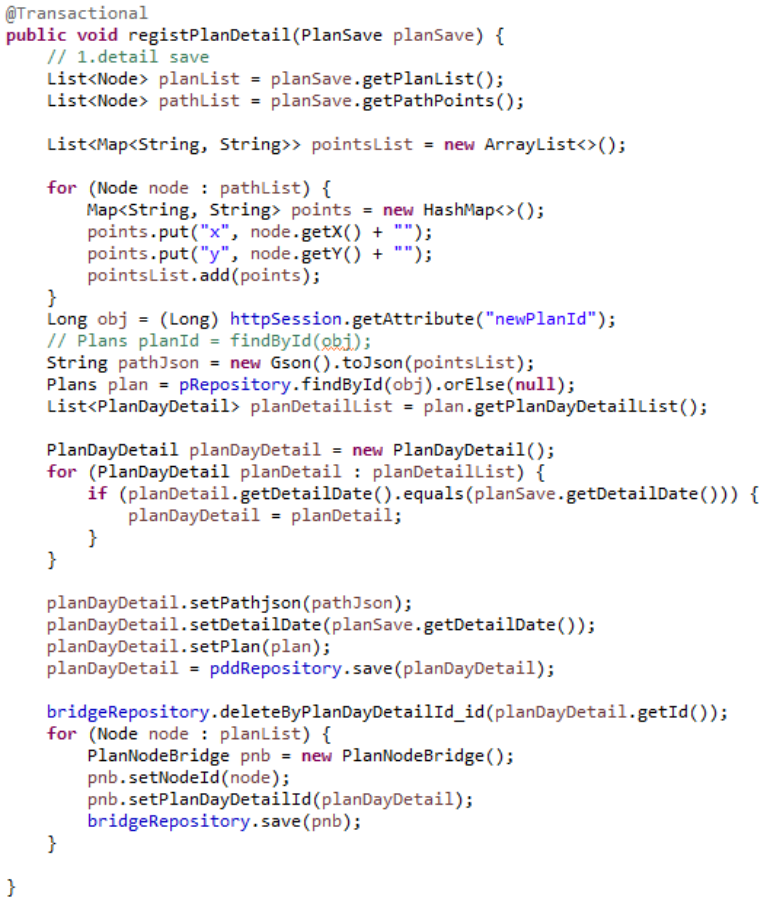 @Transactional
public void registPlanDetail(PlanSave planSave) {
    // 1.detail save
    List<Node> planList = planSave.getPlanList();
    List<Node> pathList = planSave.getPathPoints();

    List<Map<String, String>> pointsList = new ArrayList<>();

    for (Node node : pathList) {
        Map<String, String> points = new HashMap<>();
        points.put("x", node.getX() + "");
        points.put("y", node.getY() + "");
        pointsList.add(points);
    }
    Long obj = (Long) httpSession.getAttribute("newPlanId");
    // Plans planId = findById(obj);
    String pathJson = new Gson().toJson(pointsList);
    Plans plan = pRepository.findById(obj).orElse(null);
    List<PlanDayDetail> planDetailList = plan.getPlanDayDetailList();

    PlanDayDetail planDayDetail = new PlanDayDetail();
    for (PlanDayDetail planDetail : planDetailList) {
        if (planDetail.getDetailDate().equals(planSave.getDetailDate())) {
            planDayDetail = planDetail;
        }
    }

    planDayDetail.setPathjson(pathJson);
    planDayDetail.setDetailDate(planSave.getDetailDate());
    planDayDetail.setPlan(plan);
    planDayDetail = pddRepository.save(planDayDetail);

    bridgeRepository.deleteByPlanDayDetailId_id(planDayDetail.getId());
    for (Node node : planList) {
        PlanNodeBridge pnb = new PlanNodeBridge();
        pnb.setNodeId(node);
        pnb.setPlanDayDetailId(planDayDetail);
        bridgeRepository.save(pnb);
    }

}